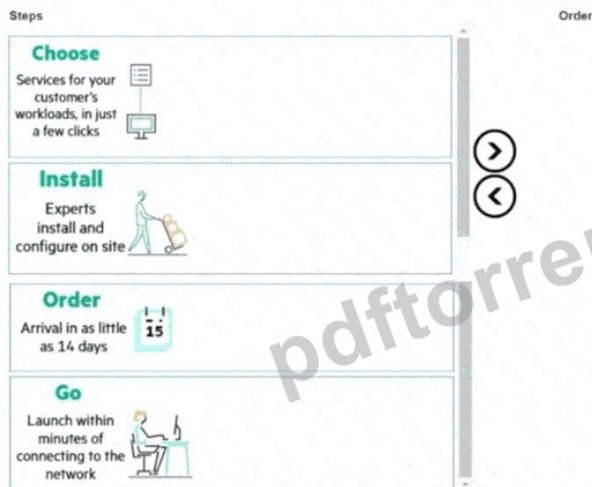 Steps
Order
Choose
Services for your
customer's
workloads, in just
a few clicks
Install
Experts
install and
configure on site
Order
Arrival in as little
as 14 days
15
Go
Launch within
minutes of
connecting to the
network
pdftorre